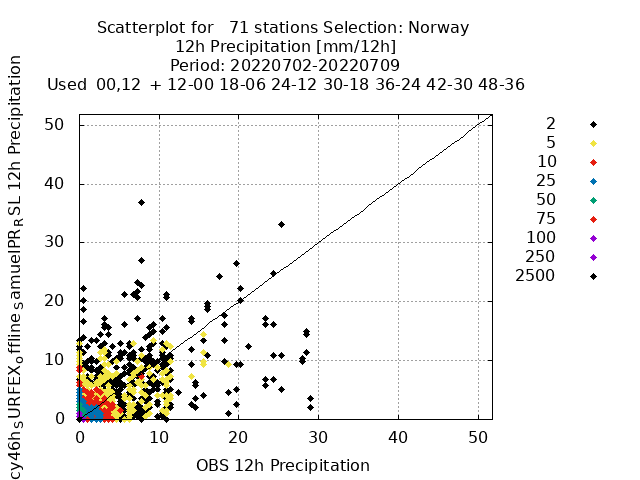 Scatterplot for 71 stations Selection: Norway
12h Precipitation [mm/12h]
Period: 20220702-20220709
Used 00,12 + 12-00 18-06 24-12 30-18 36-24 42-30 48-36
cy46hSURFEXoffline SamuelPRRSL 12h Precipitation
50
40
30
20
10
0
0 10 20 30 40 50
OBS 12h Precipitation
2
5
10
25
50
75
100
250
2500